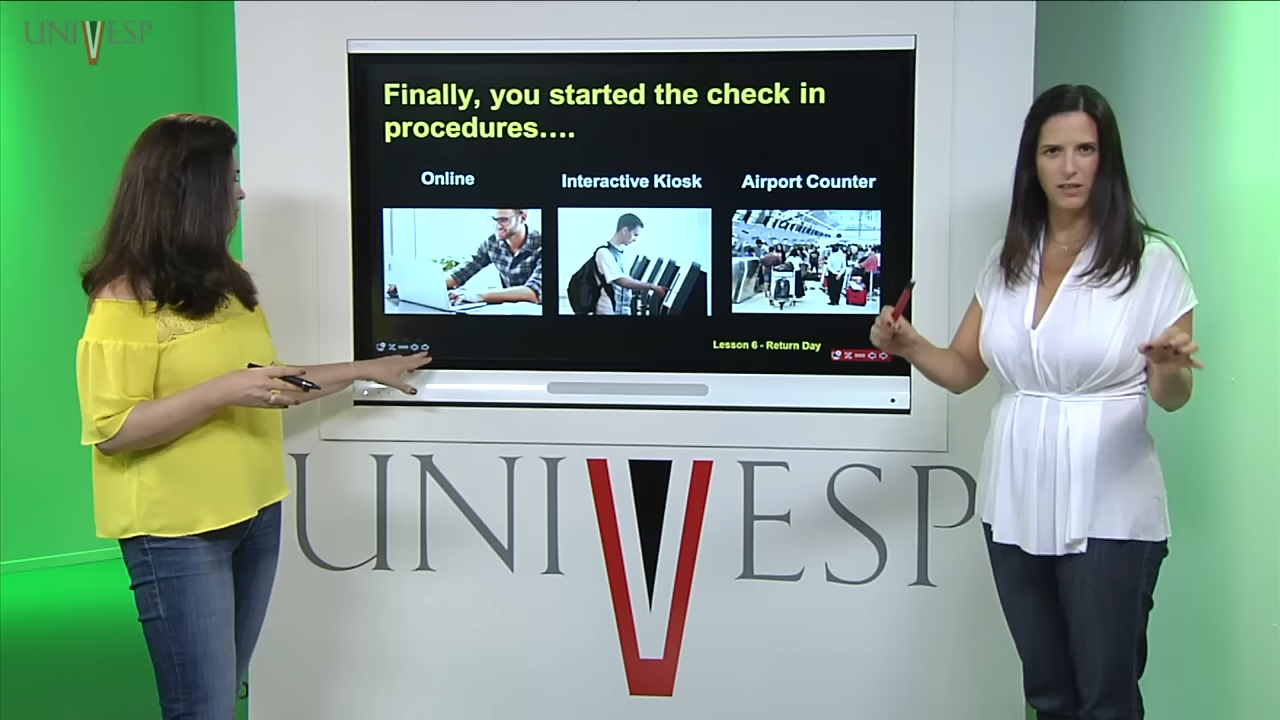 UNIVESP
Finally, you started the check in
procedures....
Online
Interactive Kiosk
Airport Counter
Lesson 6 - Return Day
UNIVESP